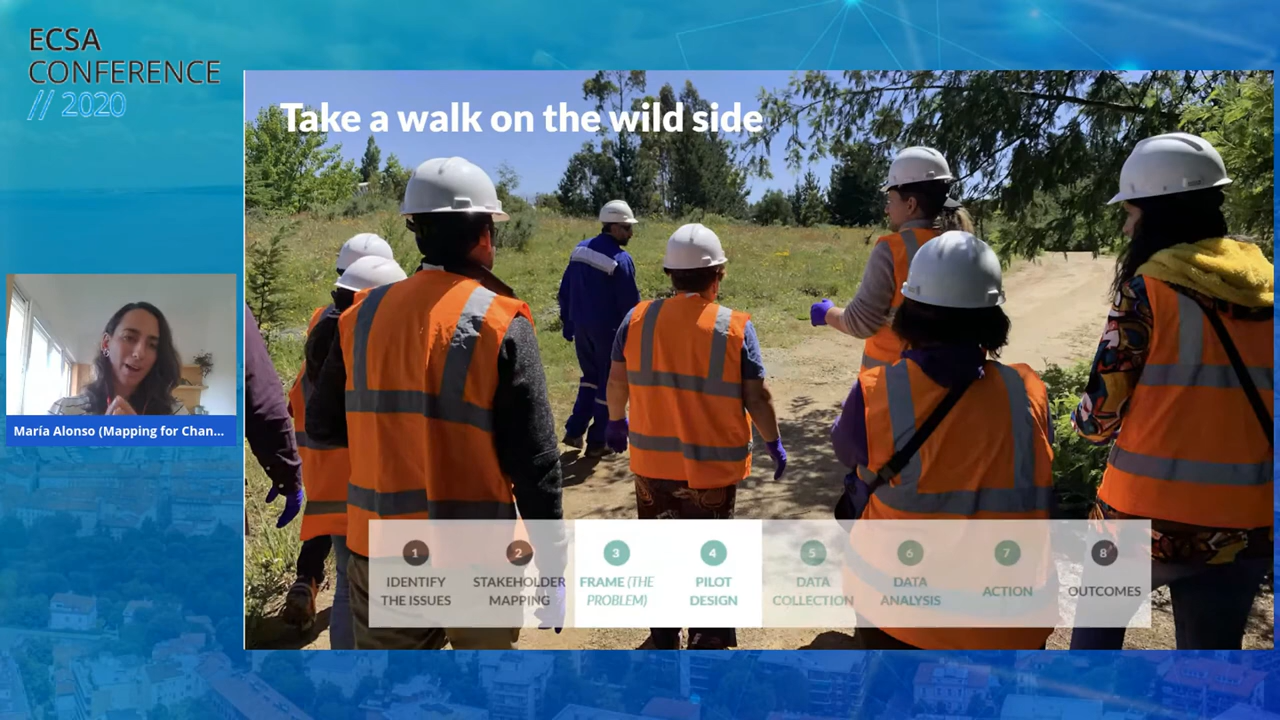 ECSA
CONFERENCE
// 2020
Take a walk on the wild side
María Alonso (Mapping for Chan...
1
IDENTIFY
THE ISSUES
2
STAKEHOLDER
MAPPING
3
FRAME (THE
PROBLEM)
4
PILOT
DESIGN
5
DATA
COLLECTION
6
DATA
ANALYSIS
7
ACTION
8
OUTCOMES